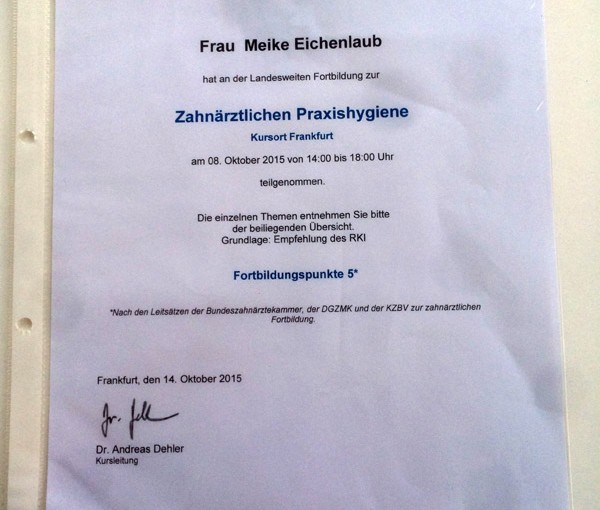 Frau Meike Eichenlaub
hat an der Landesweiten Fortbildung zur
Zahnärztlichen Praxishygiene
Kursort Frankfurt
am 08. Oktober 2015 von 14:00 bis 18:00 Uhr
teilgenommen.
Die einzelnen Themen entnehmen Sie bitte
der beiliegenden Übersicht.
Grundlage: Empfehlung des RKI
Fortbildungspunkte 5*
*Nach den Leitsätzen der Bundeszahnärztekammer, der DGZMK und der KZBV zur zahnärztlichen
Fortbildung.
Frankfurt, den 14. Oktober 2015
Dr. Andreas Dehler
Kursleitung